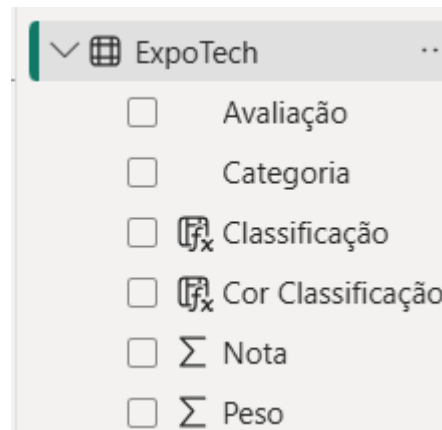 ExpoTech
Avaliação
Categoria
Classificação
Cor Classificação
Nota
Peso